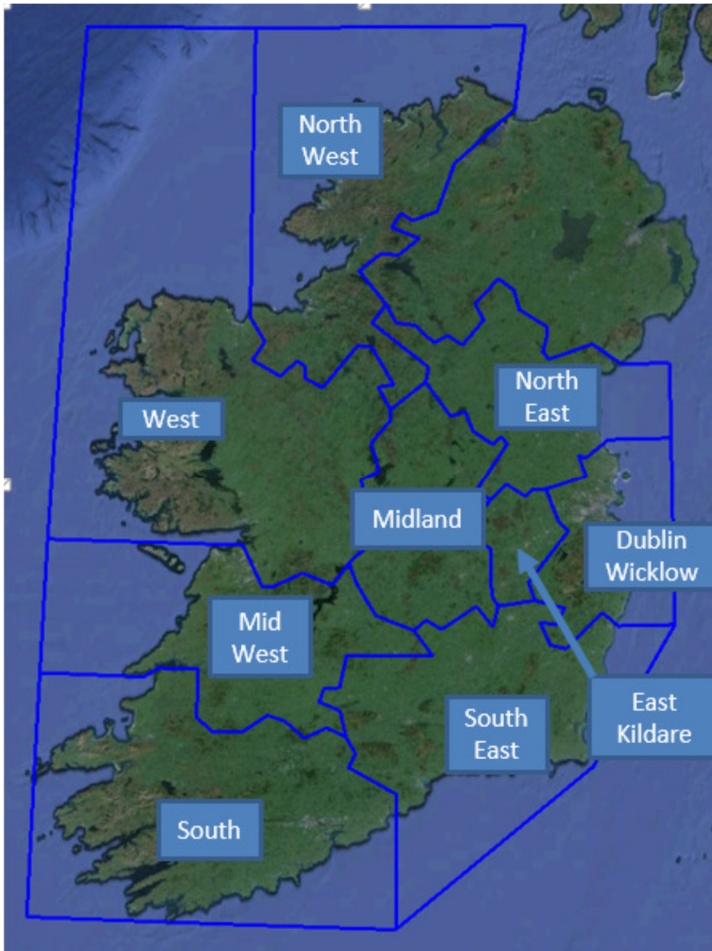 North
West
North
East
West
Midland
Dublin
Wicklow
Mid
West
East
Kildare
South
East
South